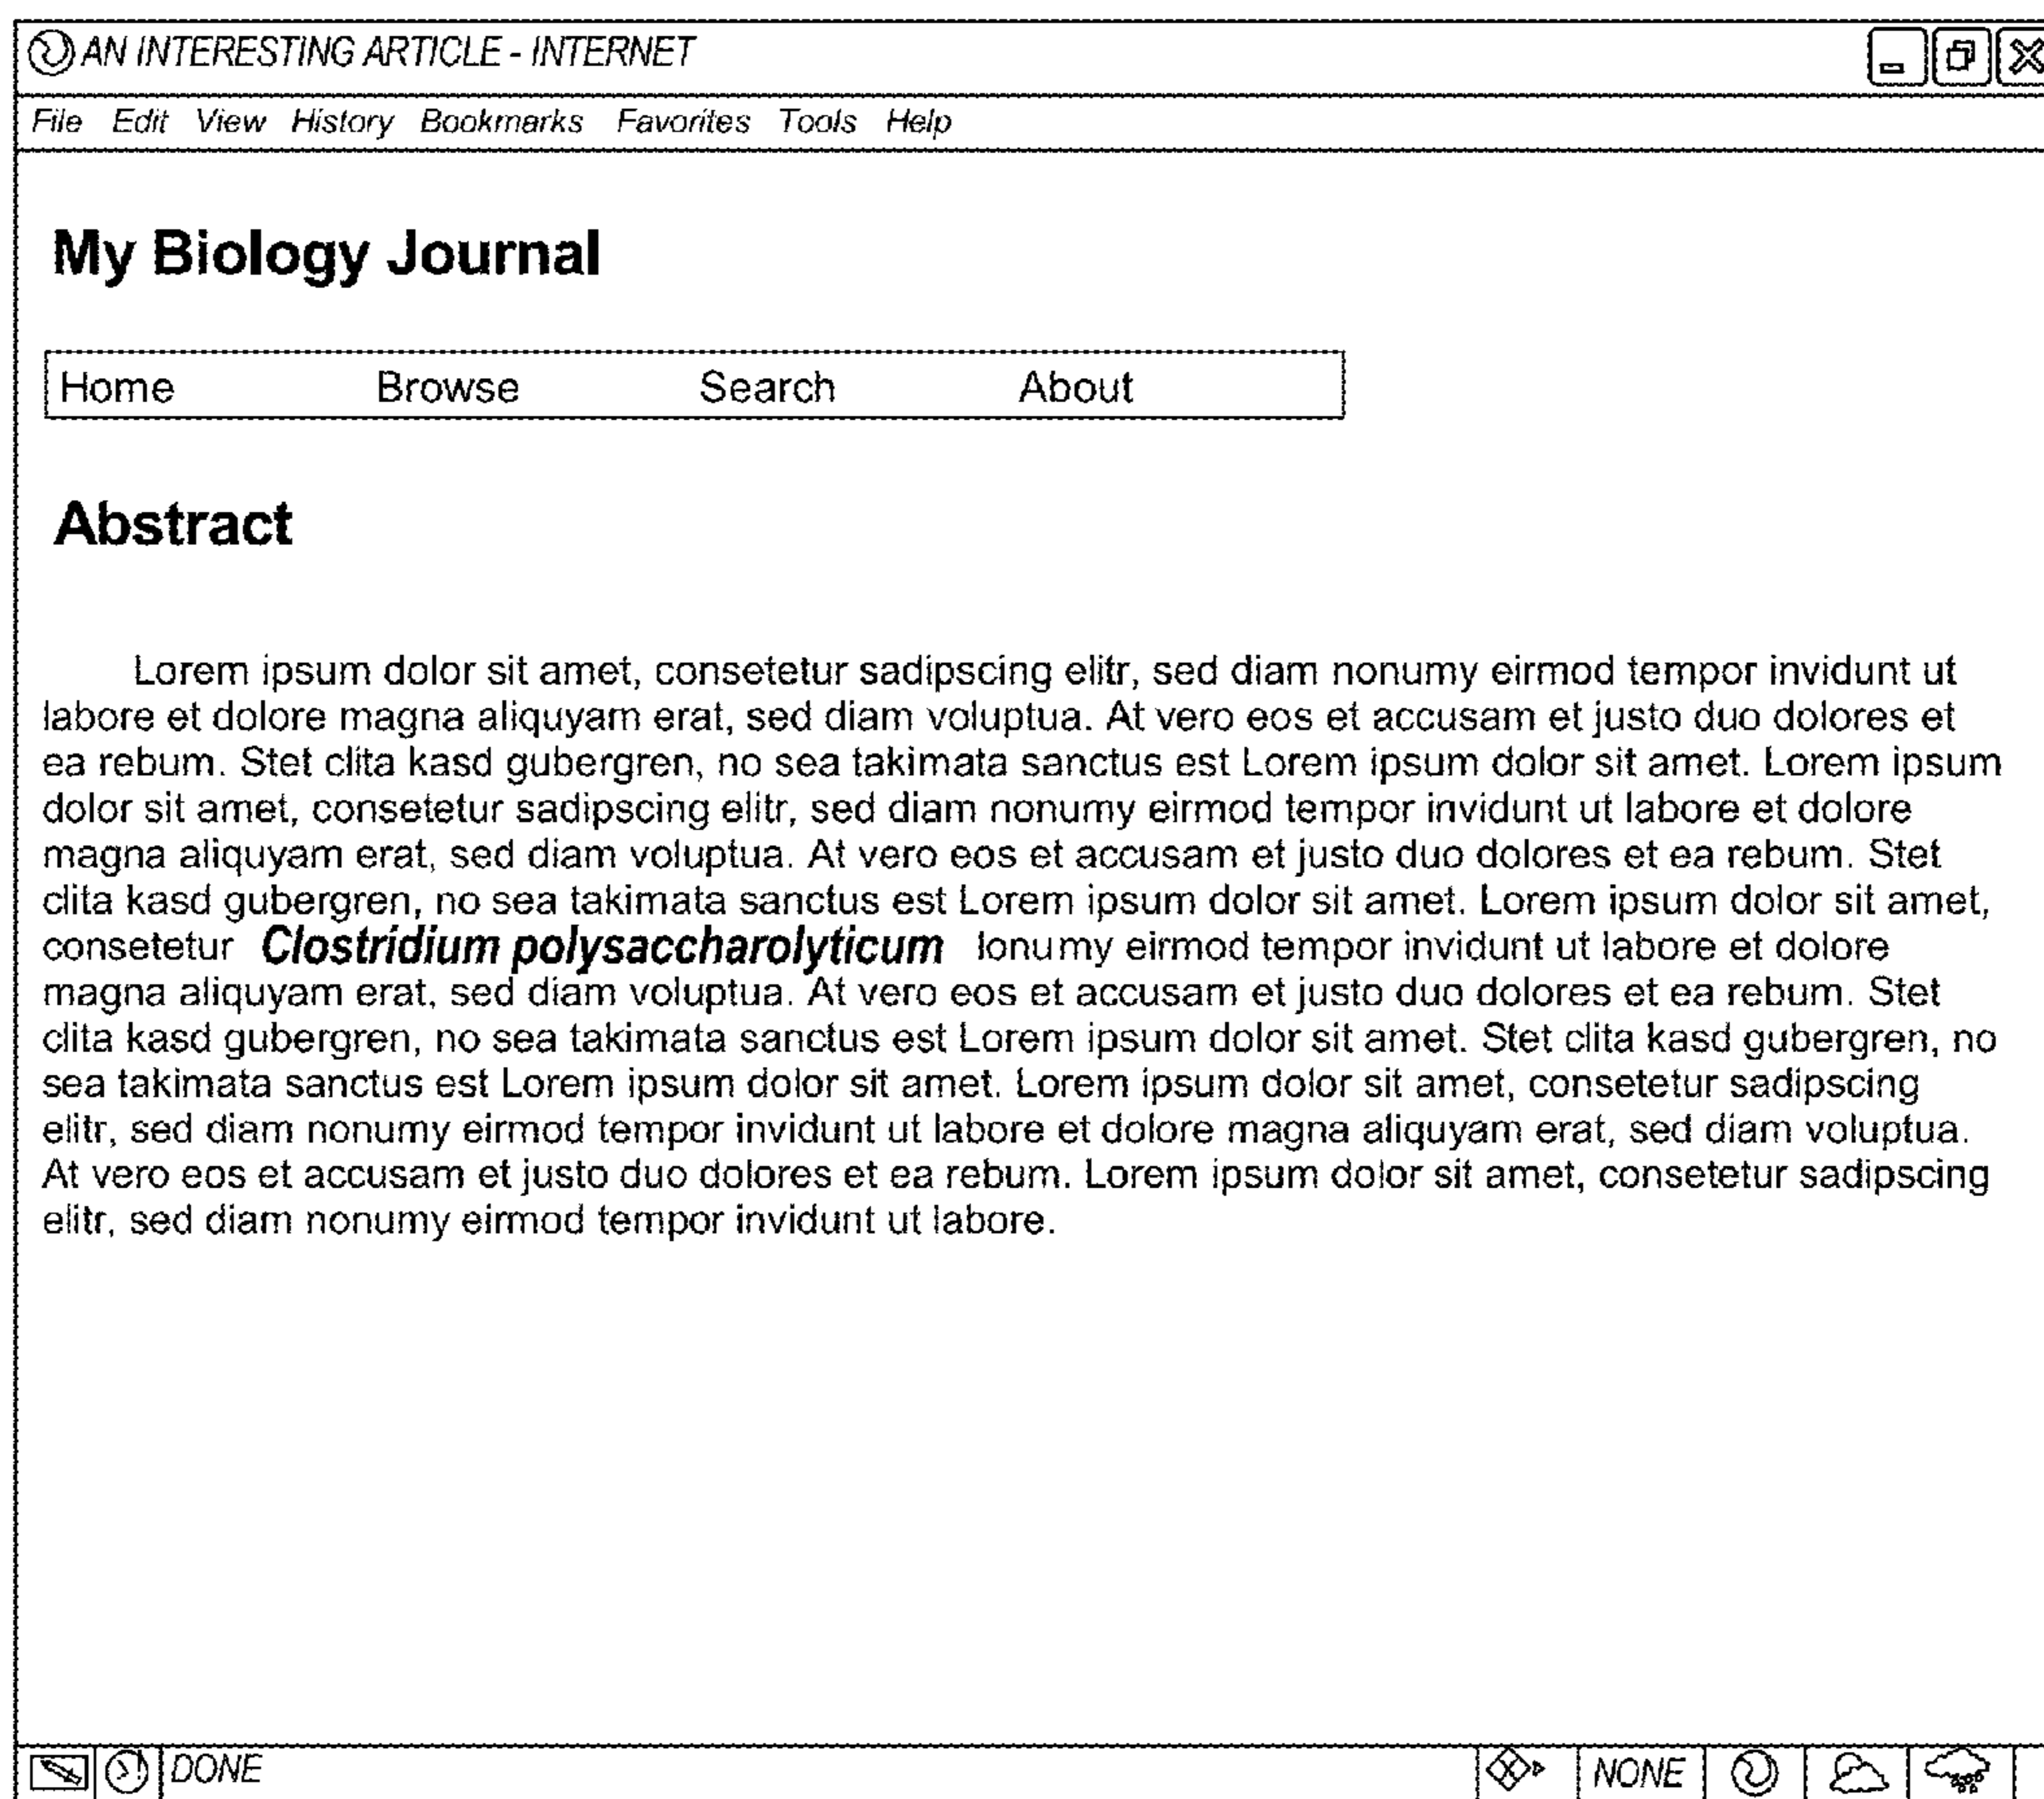 AN INTERESTING ARTICLE - INTERNET
File Edit View History Bookmarks Favorites Tools Help
My Biology Journal
Home Browse Search About
Abstract
Lorem ipsum dolor sit amet, consetetur sadipscing elitr, sed diam nonumy eirmod tempor invidunt ut
labore et dolore magna aliquyam erat, sed diam voluptua. At vero eos et accusam et justo duo dolores et
ea rebum. Stet clita kasd gubergren, no sea takimata sanctus est Lorem ipsum dolor sit amet. Lorem ipsum
dolor sit amet, consetetur sadipscing elitr, sed diam nonumy eirmod tempor invidunt ut labore et dolore
magna aliquyam erat, sed diam voluptua. At vero eos et accusam et justo duo dolores et ea rebum. Stet
clita kasd gubergren, no sea takimata sanctus est Lorem ipsum dolor sit amet. Lorem ipsum dolor sit amet,
consetetur Clostridium polysaccharolyticum lonumy eirmod tempor invidunt ut labore et dolore
magna aliquyam erat, sed diam voluptua. At vero eos et accusam et justo duo dolores et ea rebum. Stet
clita kasd gubergren, no sea takimata sanctus est Lorem ipsum dolor sit amet. Stet clita kasd gubergren, no
sea takimata sanctus est Lorem ipsum dolor sit amet. Lorem ipsum dolor sit amet, consetetur sadipscing
elitr, sed diam nonumy eirmod tempor invidunt ut labore et dolore magna aliquyam erat, sed diam voluptua.
At vero eos et accusam et justo duo dolores et ea rebum. Lorem ipsum dolor sit amet, consetetur sadipscing
elitr, sed diam nonumy eirmod tempor invidunt ut labore.
DONE NONE